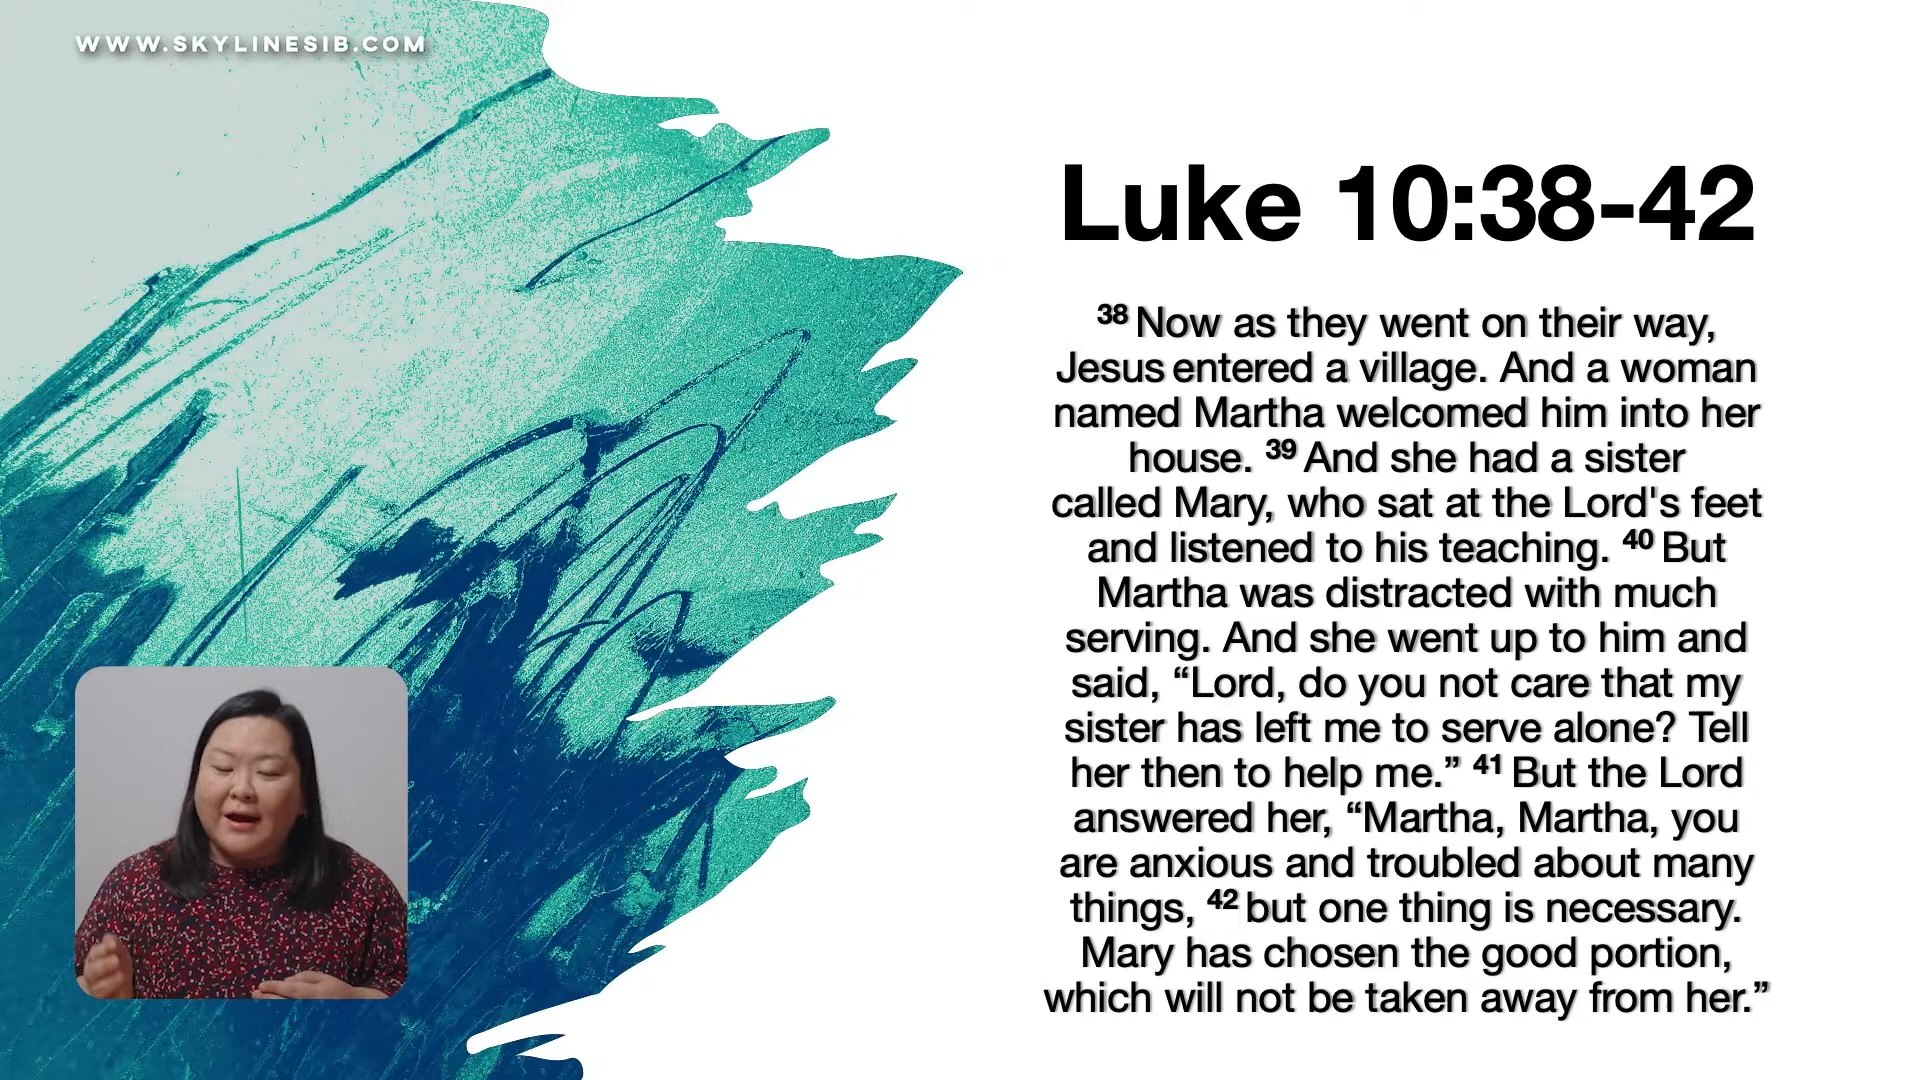 WWW.SKYLINESIB.COM
Luke 10:38-42
38 Now as they went on their way,
Jesus entered a village. And a woman
named Martha welcomed him into her
house. 39 And she had a sister
called Mary, who sat at the Lord's feet
and listened to his teaching. 40 But
Martha was distracted with much
serving. And she went up to him and
said, “Lord, do you not care that my
sister has left me to serve alone? Tell
her then to help me.” 41 But the Lord
answered her, “Martha, Martha, you
are anxious and troubled about many
things, 42 but one thing is necessary.
Mary has chosen the good portion,
which will not be taken away from her.”